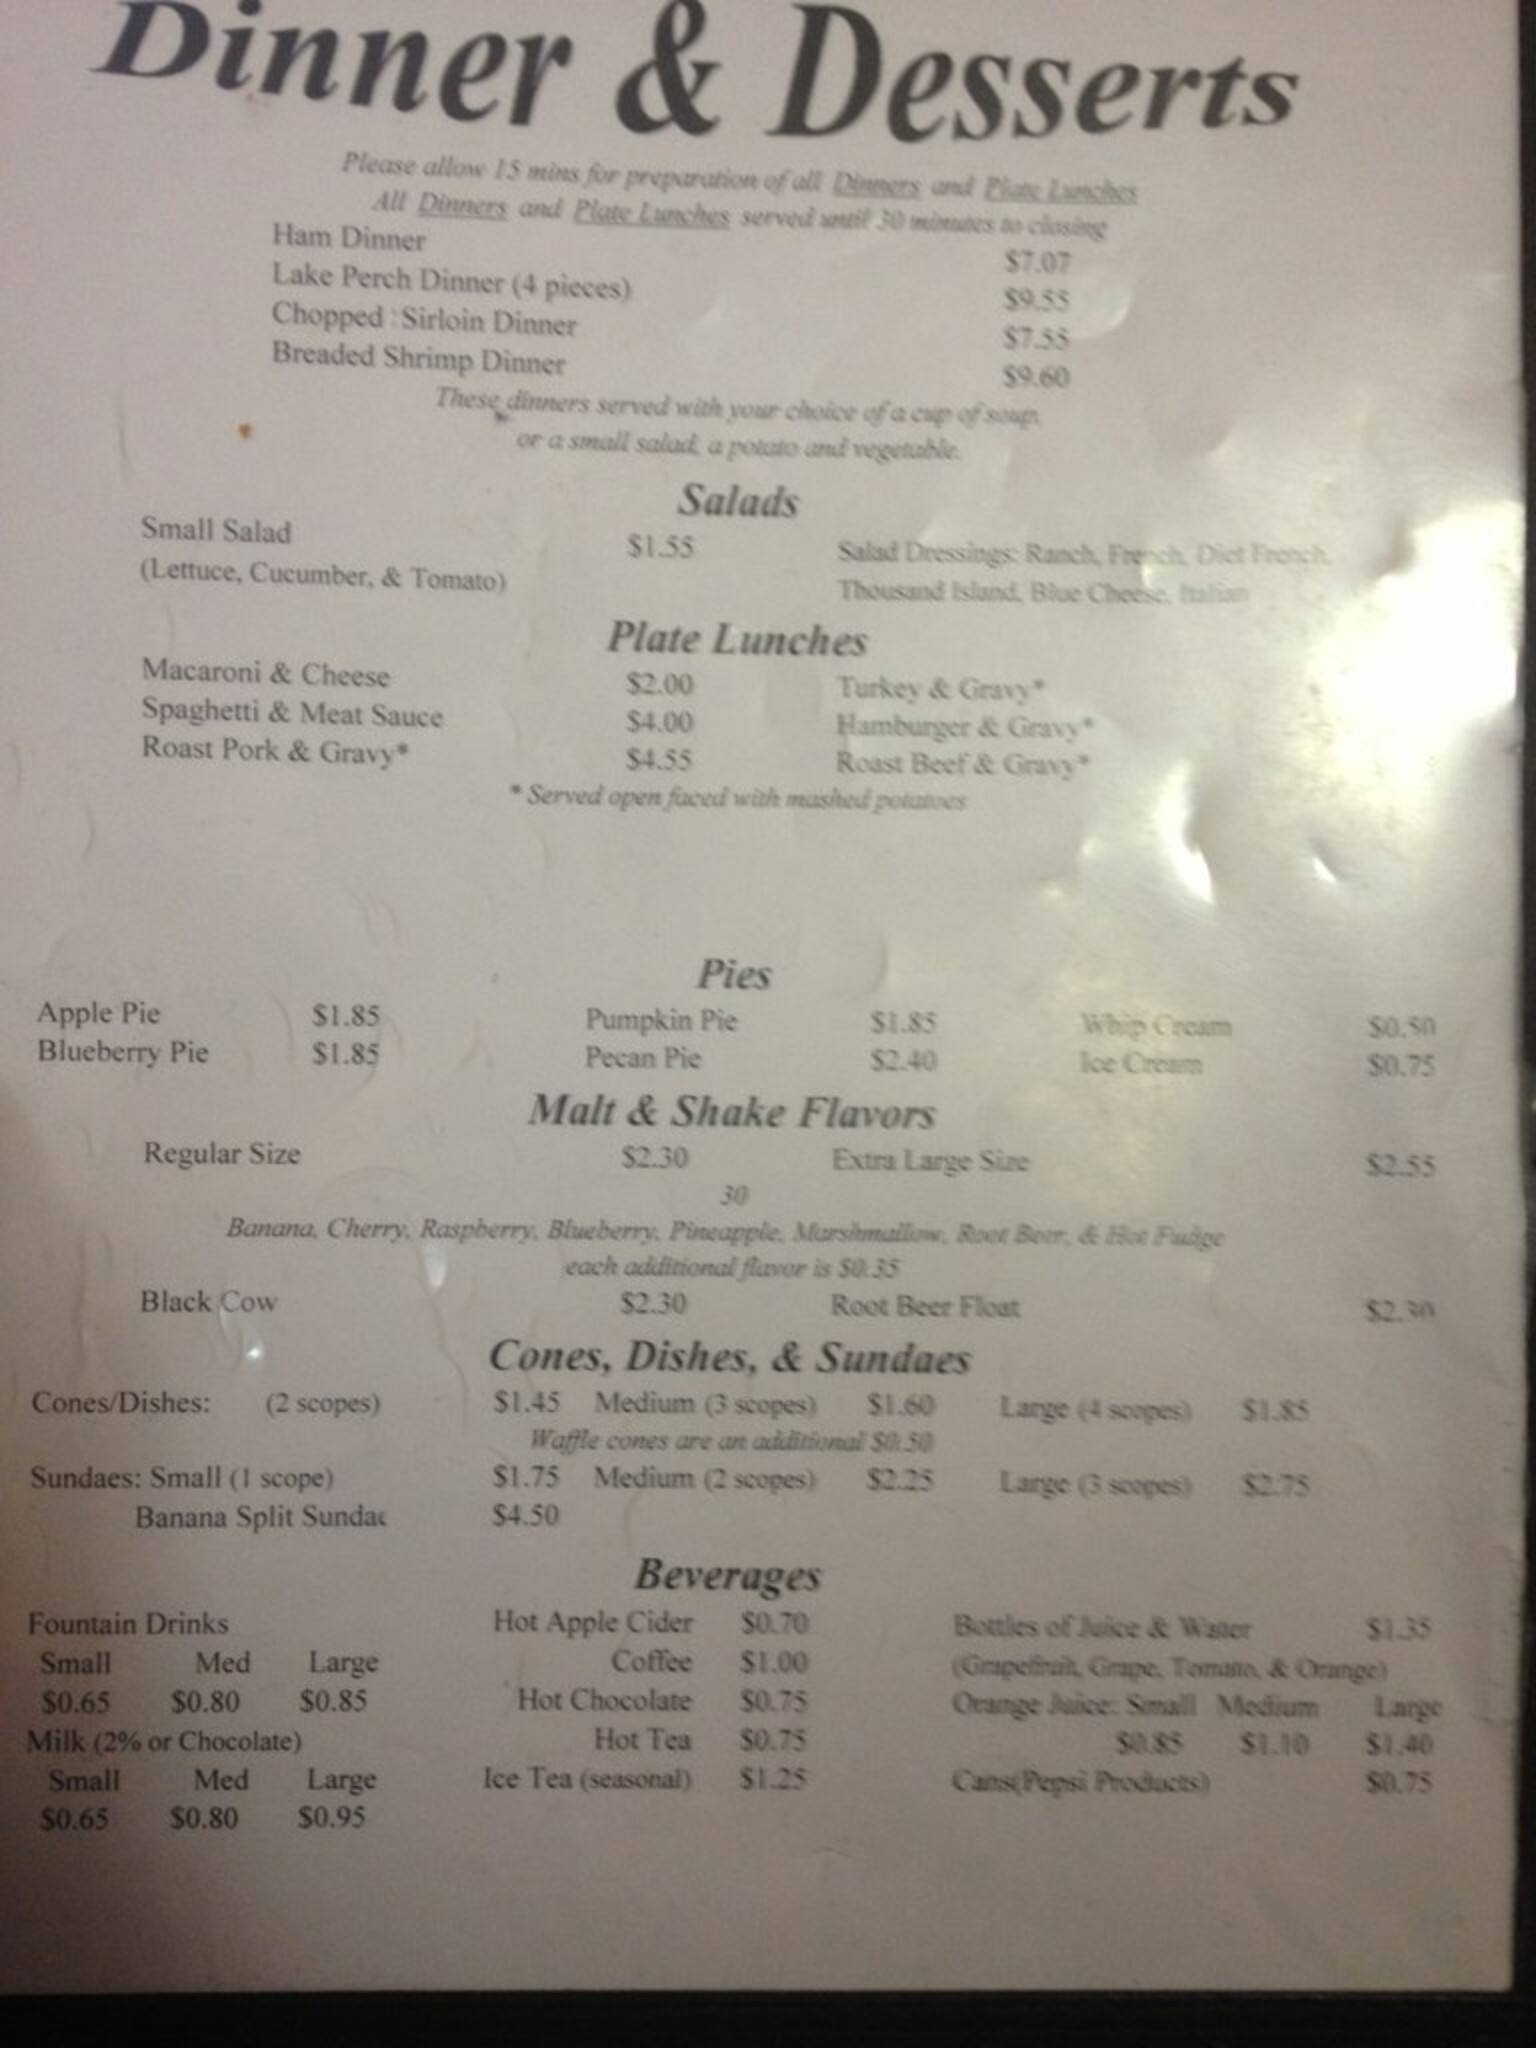 Dinner & Desserts
Please allow 15 mins for preparation of all Dinners and Plate Lunches
All Dinners and Plate Lunches served until 30 minutes to closing
Ham Dinner $7.07
Lake Perch Dinner (4 pieces) $9.55
Chopped Sirloin Dinner $7.55
Breaded Shrimp Dinner $9.60
These dinners served with your choice of a cup of soup,
or a small salad, a potato and vegetable.
Salads
Small Salad $1.55 Salad Dressings: Ranch, French, Diet French,
(Lettuce, Cucumber, & Tomato) Thousand Island, Blue Cheese, Italian
Plate Lunches
Macaroni & Cheese $2.00 Turkey & Gravy*
Spaghetti & Meat Sauce $4.00 Hamburger & Gravy*
Roast Pork & Gravy* $4.55 Roast Beef & Gravy*
* Served open faced with mashed potatoes
Pies
Apple Pie $1.85 Pumpkin Pie $1.85 Whip Cream $0.50
Blueberry Pie $1.85 Pecan Pie $2.40 Ice Cream $0.75
Malt & Shake Flavors
Regular Size $2.30 Extra Large Size $2.55
30
Banana, Cherry, Raspberry, Blueberry, Pineapple, Marshmallow, Root Beer, & Hot Fudge
each additional flavor is $0.35
Black Cow $2.30 Root Beer Float $2.30
Cones, Dishes, & Sundaes
Cones/Dishes: (2 scopes) $1.45 Medium (3 scopes) $1.60 Large (4 scopes) $1.85
Waffle cones are an additional $0.50
Sundaes: Small (1 scope) $1.75 Medium (2 scopes) $2.25 Large (3 scopes) $2.75
Banana Split Sundae $4.50
Beverages
Fountain Drinks Hot Apple Cider $0.70 Bottles of Juice & Water $1.35
Small Med Large Coffee $1.00 (Grapefruit, Grape, Tomato, & Orange)
$0.65 $0.80 $0.85 Hot Chocolate $0.75 Orange Juice: Small Medium Large
Milk (2% or Chocolate) Hot Tea $0.75 $0.85 $1.10 $1.40
Small Med Large Ice Tea (seasonal) $1.25 Cans(Pepsi Products) $0.75
$0.65 $0.80 $0.95